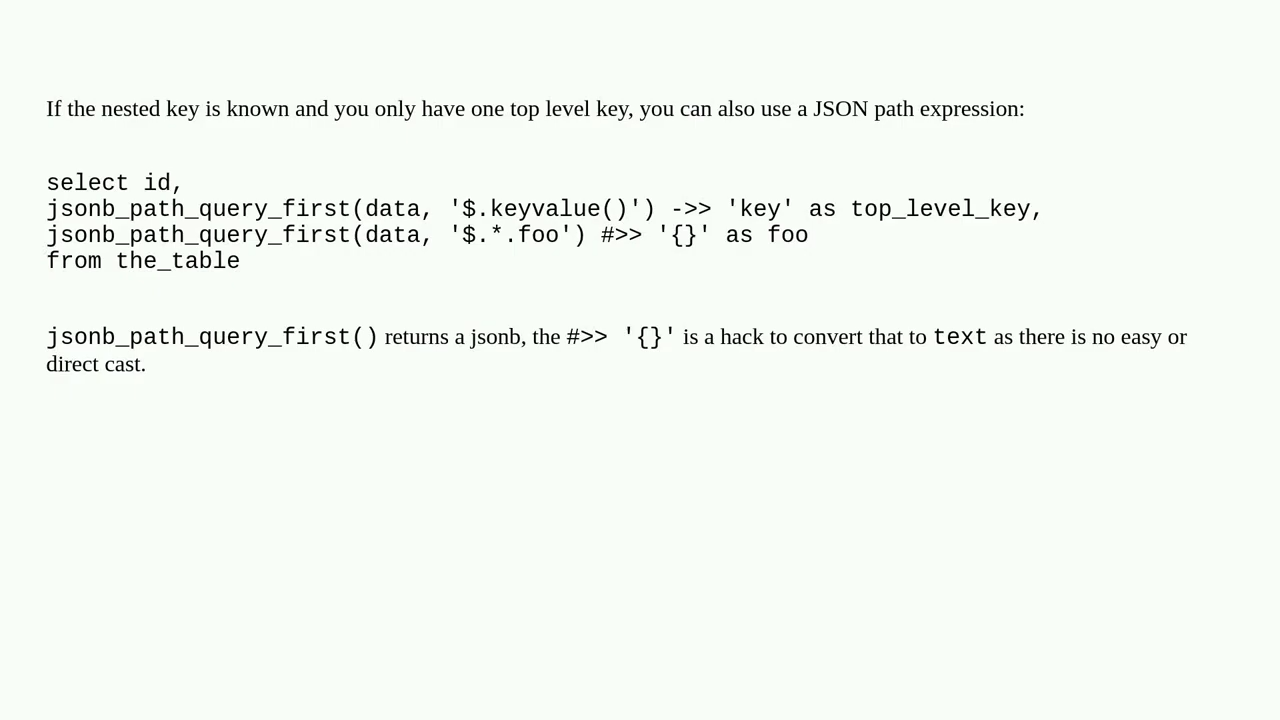 If the nested key is known and you only have one top level key, you can also use a JSON path expression:
select id,
jsonb_path_query_first(data, '$.keyvalue()') ->> 'key' as top_level_key,
jsonb_path_query_first(data, '$.*.foo') #>> '{}' as foo
from the_table
jsonb_path_query_first() returns a jsonb, the #>> '{}' is a hack to convert that to text as there is no easy or
direct cast.